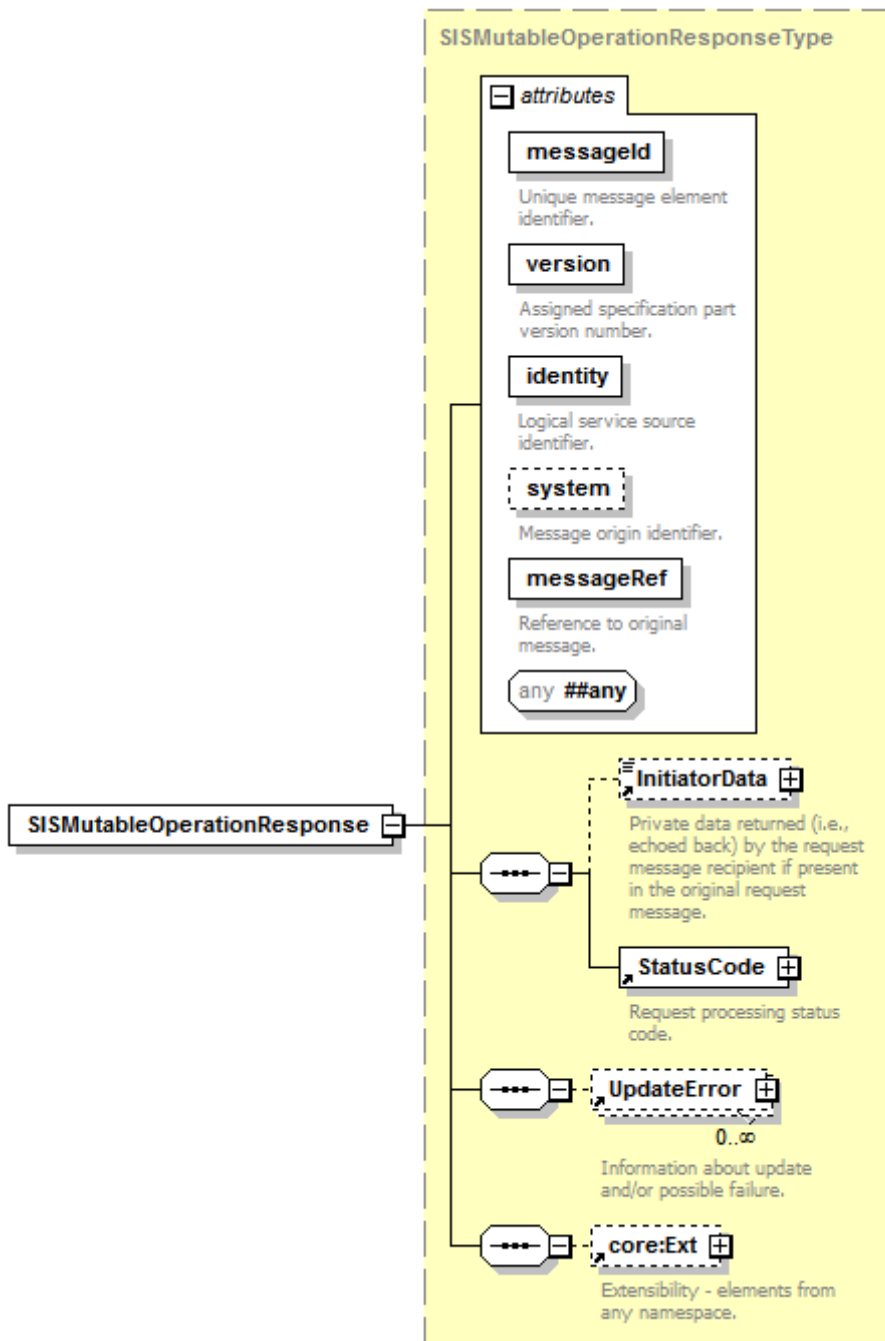 SISMutableOperationResponseType
attributes
messageId
Unique message element
identifier.
version
Assigned specification part
version number.
identity
Logical service source
identifier.
system
Message origin identifier.
messageRef
Reference to original
message.
any ##any
InitiatorData
Private data returned (i.e.,
echoed back) by the request
message recipient if present
in the original request
message.
SISMutableOperationResponse
StatusCode
Request processing status
code.
UpdateError
0..∞
Information about update
and/or possible failure.
core:Ext
Extensibility - elements from
any namespace.